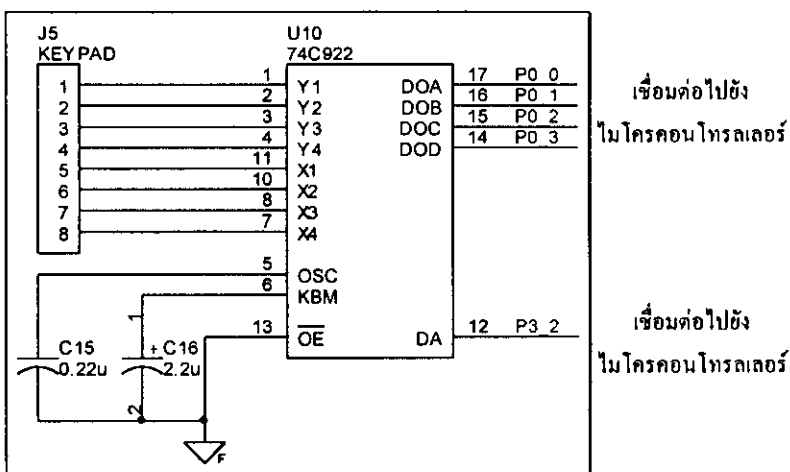 J5
KEYPAD
1
2
3
4
5
6
7
8
1
2
3
4
11
10
8
7
5
6
13
U10
74C922
Y1
Y2
Y3
Y4
X1
X2
X3
X4
OSC
KBM
OE
DOA
DOB
DOC
DOD
DA
17 P0_0
16 P0_1
15 P0_2
14 P0_3
12 P3_2
เชื่อมต่อไปยัง
ไมโครคอนโทรลเลอร์
เชื่อมต่อไปยัง
ไมโครคอนโทรลเลอร์
C15
0.22u
1
+ C16
2.2u
2
F